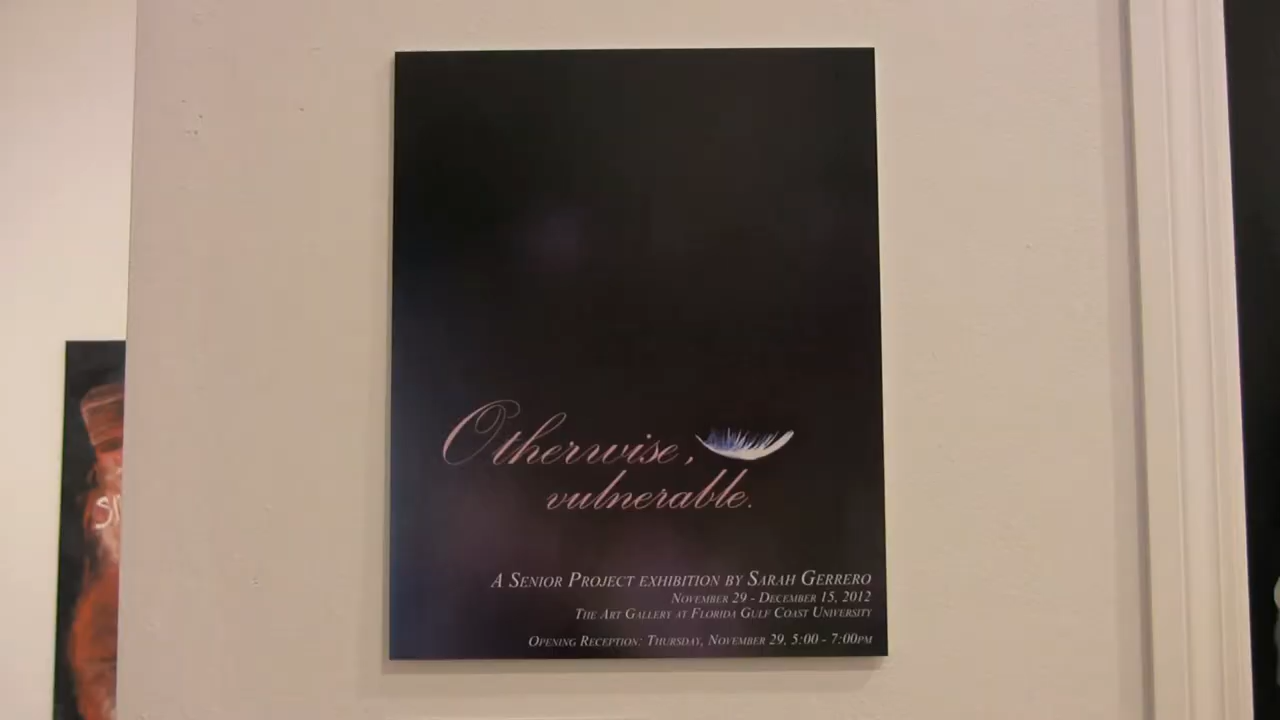 Otherwise,
vulnerable.
A Senior Project exhibition by Sarah Gerrero
November 29 - December 15, 2012
The Art Gallery at Florida Gulf Coast University
Opening Reception: Thursday, November 29, 5:00 - 7:00pm